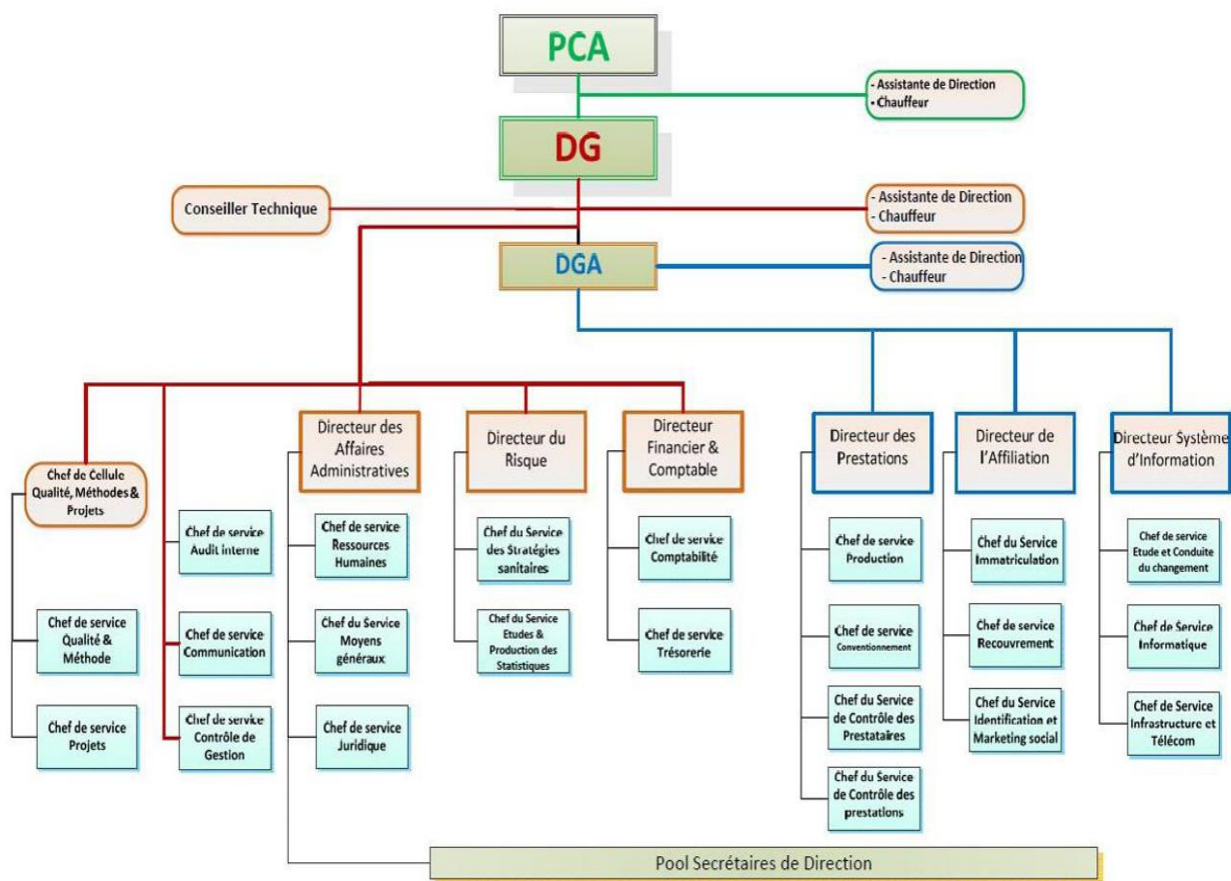 PCA
- Assistante de Direction
- Chauffeur
DG
Conseiller Technique
- Assistante de Direction
- Chauffeur
DGA
- Assistante de Direction
- Chauffeur
Chef de Cellule
Qualité, Méthodes &
Projets
Chef de service
Qualité &
Méthode
Chef de service
Projets
Chef de service
Audit interne
Chef de service
Communication
Chef de service
Contrôle de
Gestion
Directeur des
Affaires
Administratives
Chef de service
Ressources
Humaines
Chef du Service
Moyens
généraux
Chef de service
Juridique
Directeur du
Risque
Chef du Service
des Stratégies
sanitaires
Chef du Service
Etudes &
Production des
Statistiques
Directeur
Financier &
Comptable
Chef de service
Comptabilité
Chef de service
Trésorerie
Directeur des
Prestations
Chef de service
Production
Chef de service
Conventionnement
Chef du Service
de Contrôle des
Prestataires
Chef du Service
de Contrôle des
prestations
Directeur de
l'Affiliation
Chef du Service
Immatriculation
Chef de service
Recouvrement
Chef du Service
Identification et
Marketing social
Directeur Système
d'Information
Chef de service
Etude et Conduite
du changement
Chef de Service
Informatique
Chef de Service
Infrastructure et
Télécom
Pool Secrétaires de Direction